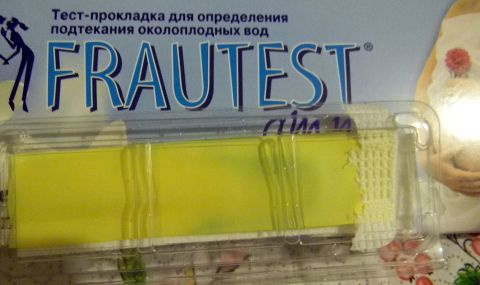 Тест-прокладка для определения
подтекания околоплодных вод
FRAUTEST®